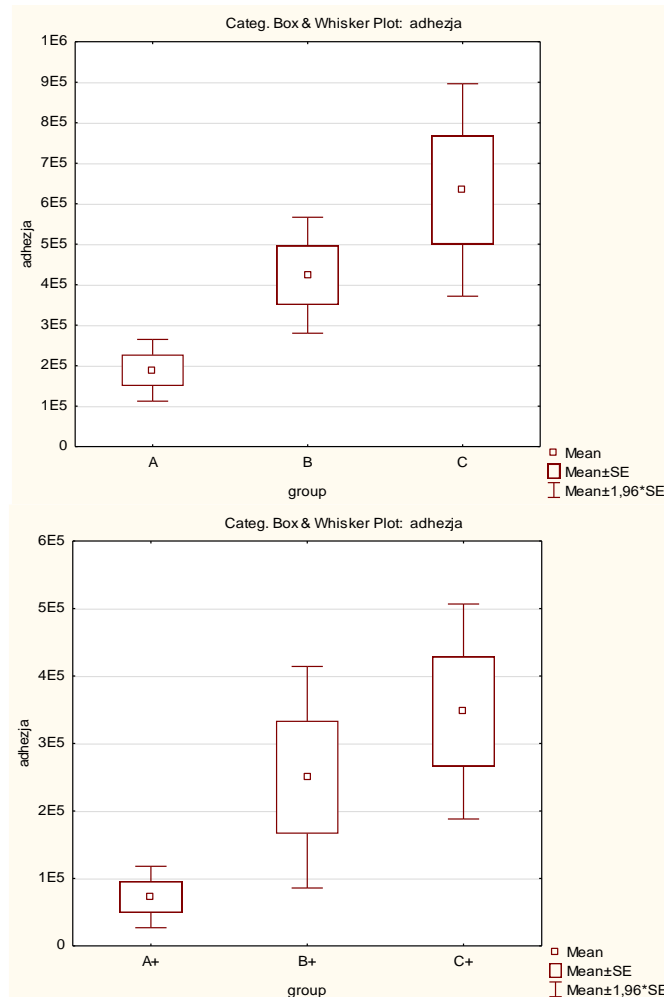 Categ. Box & Whisker Plot: adhezja
1E6
9E5
8E5
7E5
6E5
5E5
4E5
3E5
2E5
1E5
0
adhezja
A B C
group
Mean
Mean±SE
Mean±1,96*SE
Categ. Box & Whisker Plot: adhezja
6E5
5E5
4E5
3E5
2E5
1E5
0
adhezja
A+ B+ C+
group
Mean
Mean±SE
Mean±1,96*SE